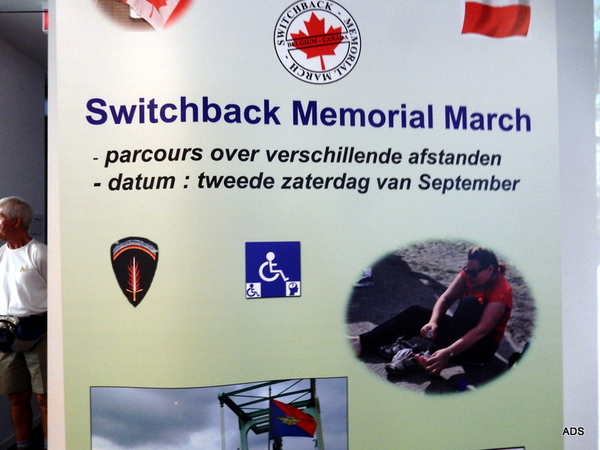 SWITCHBACK - MEMORIAL MARCH -
BELGIUM - CANADA
Switchback Memorial March
- parcours over verschillende afstanden
- datum : tweede zaterdag van September
ADS